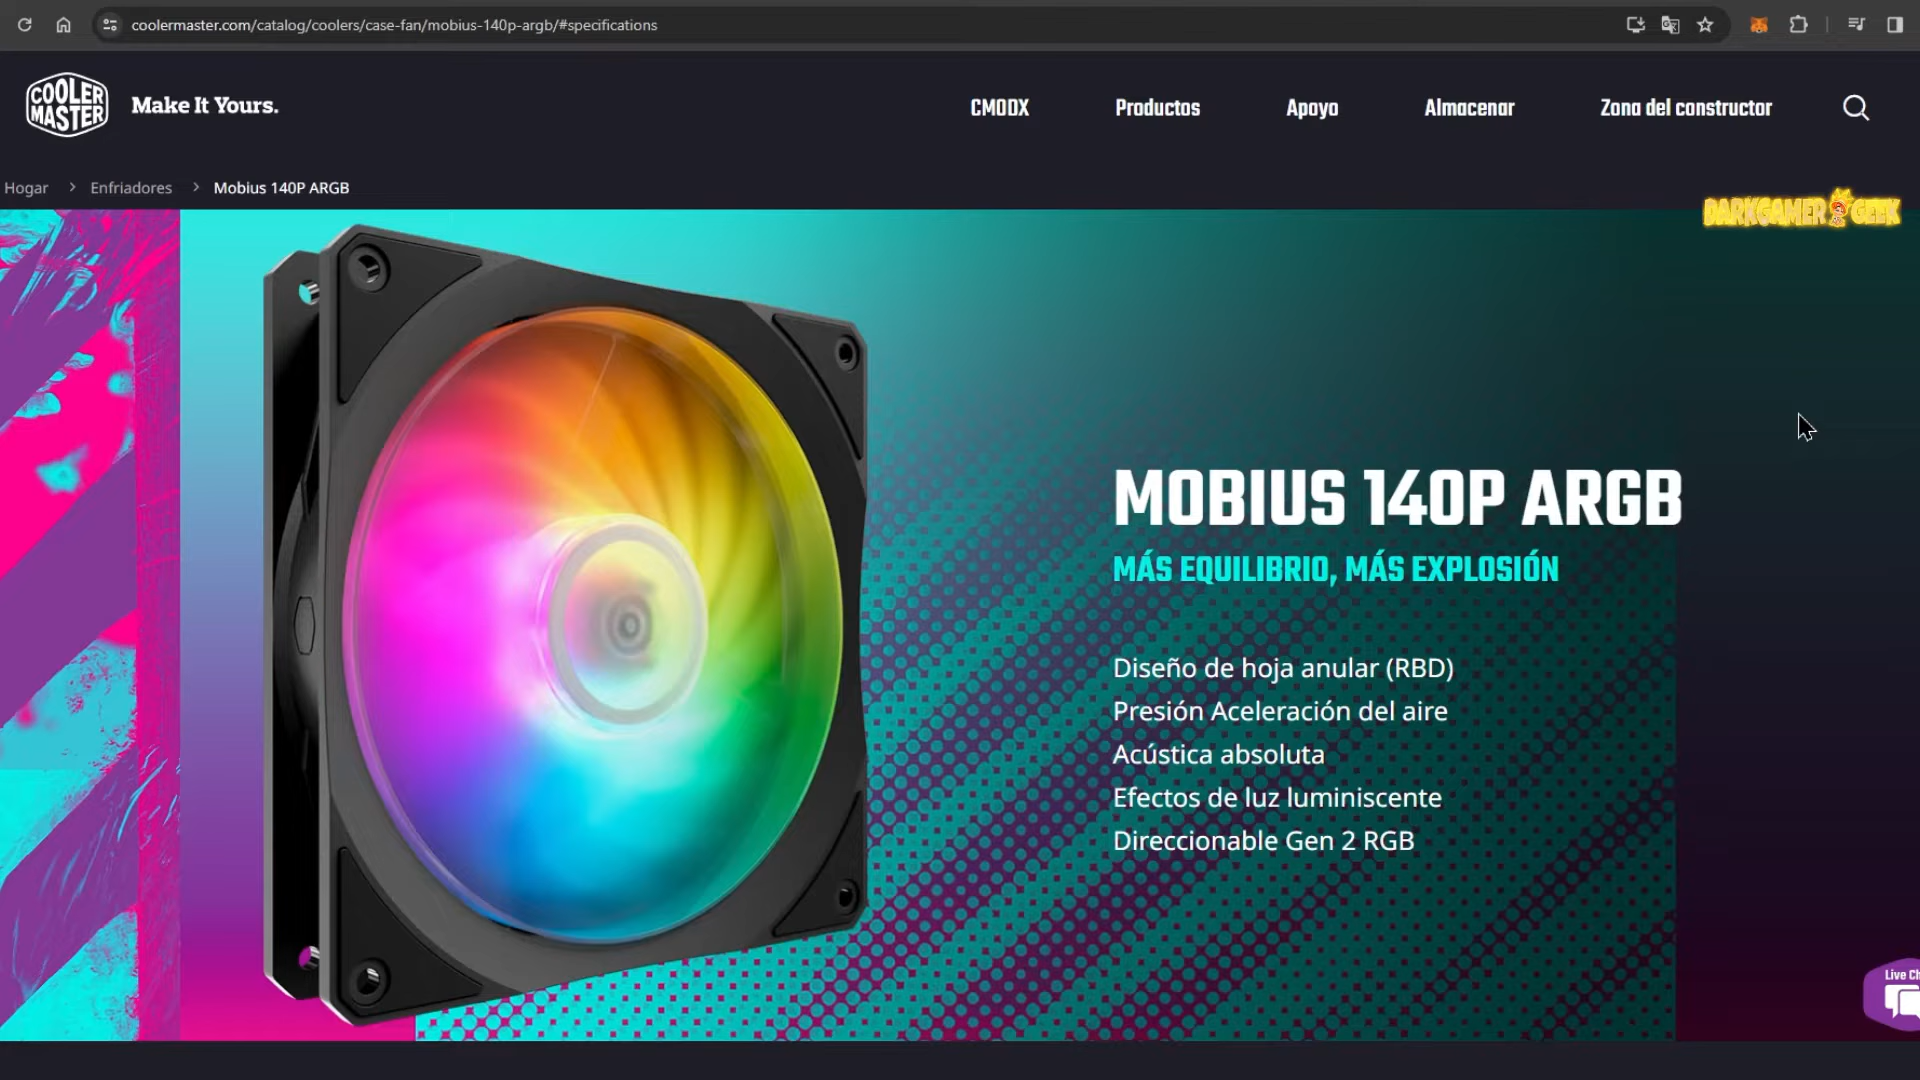 coolermaster.com/catalog/coolers/case-fan/mobius-140p-argb/#specifications
COOLER
MASTER
Make It Yours.
CMODX
Productos
Apoyo
Almacenar
Zona del constructor
Hogar > Enfriadores > Mobius 140P ARGB
DARKGAMER GEEK
MOBIUS 140P ARGB
MÁS EQUILIBRIO, MÁS EXPLOSIÓN
Diseño de hoja anular (RBD)
Presión Aceleración del aire
Acústica absoluta
Efectos de luz luminiscente
Direccionable Gen 2 RGB
Live Ch